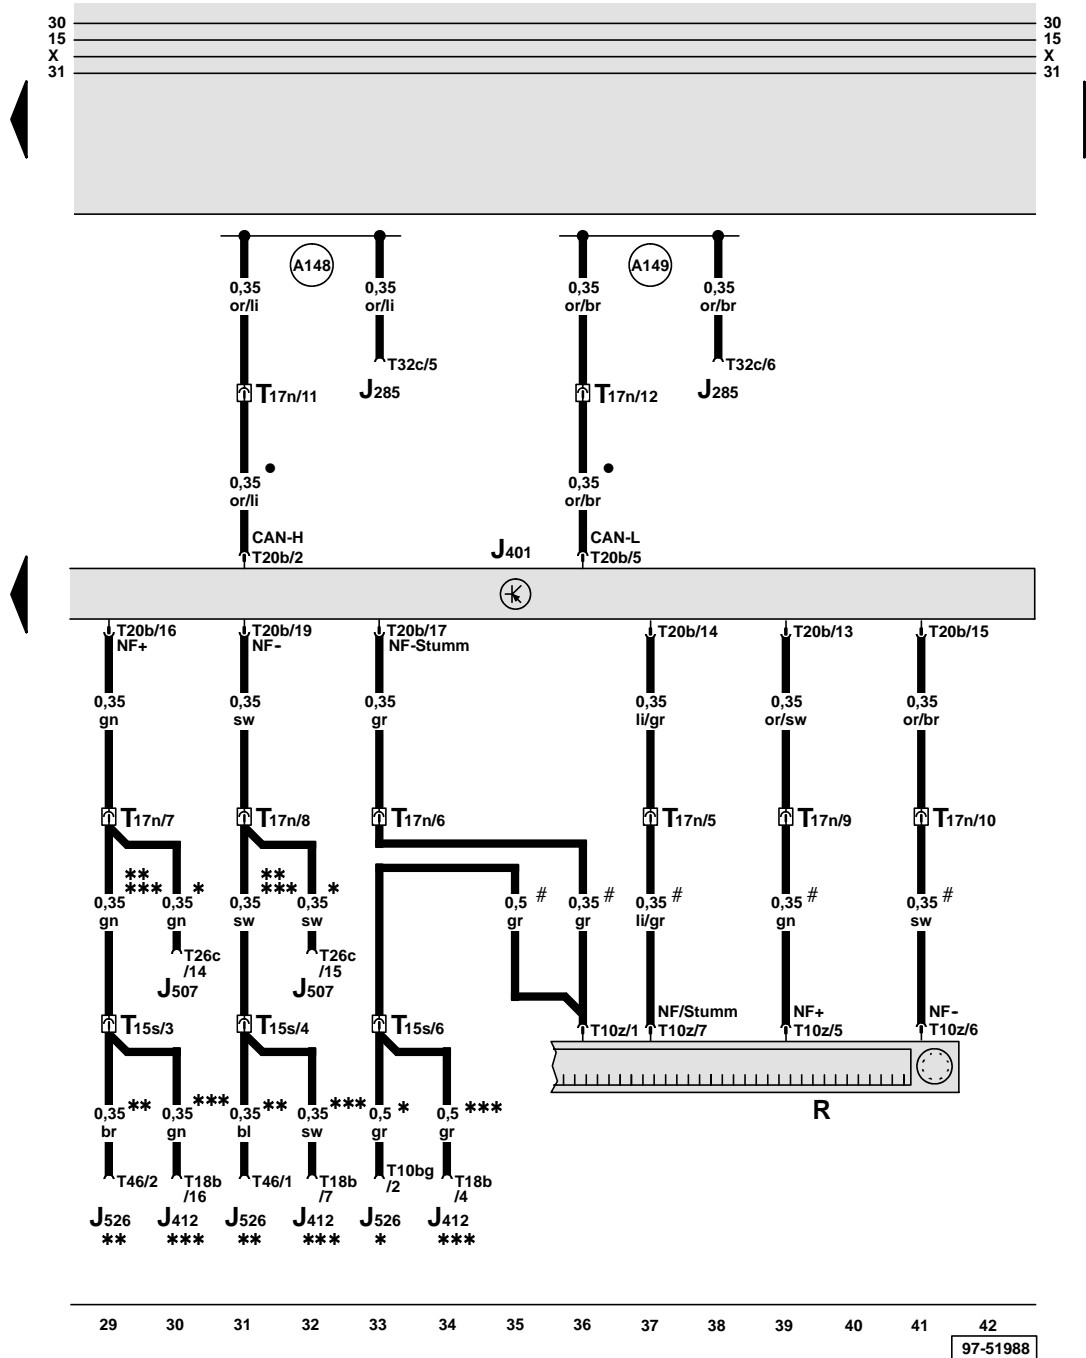 30 30
15 15
X X
31 31
A148 A149
0,35 0,35 0,35 0,35
or/li or/li or/br or/br
T32c/5 T32c/6
T17n/11 J285 T17n/12 J285
0,35 ● 0,35 ●
or/li or/br
CAN-H CAN-L
T20b/2 J401 T20b/5
T20b/16 T20b/19 T20b/17 T20b/14 T20b/13 T20b/15
NF+ NF- NF-Stumm
0,35 0,35 0,35 0,35 0,35 0,35
gn sw gr li/gr or/sw or/br
T17n/7 T17n/8 T17n/6 T17n/5 T17n/9 T17n/10
** **
*** * *** *
0,35 0,35 0,35 0,35 0,5 # 0,35 # 0,35 # 0,35 # 0,35 #
gn gn sw sw gr gr li/gr gn sw
T26c T26c
/14 /15
J507 J507
NF/Stumm NF+ NF-
T15s/3 T15s/4 T15s/6 T10z/1 T10z/7 T10z/5 T10z/6
0,35 ** 0,35 *** 0,35 ** 0,35 *** 0,5 * 0,5 ***
br gn bl sw gr gr
R
T46/2 T18b T46/1 T18b T10bg T18b
/16 /7 /2 /4
J526 J412 J526 J412 J526 J412
** *** ** *** * ***
29 30 31 32 33 34 35 36 37 38 39 40 41 42
97-51988